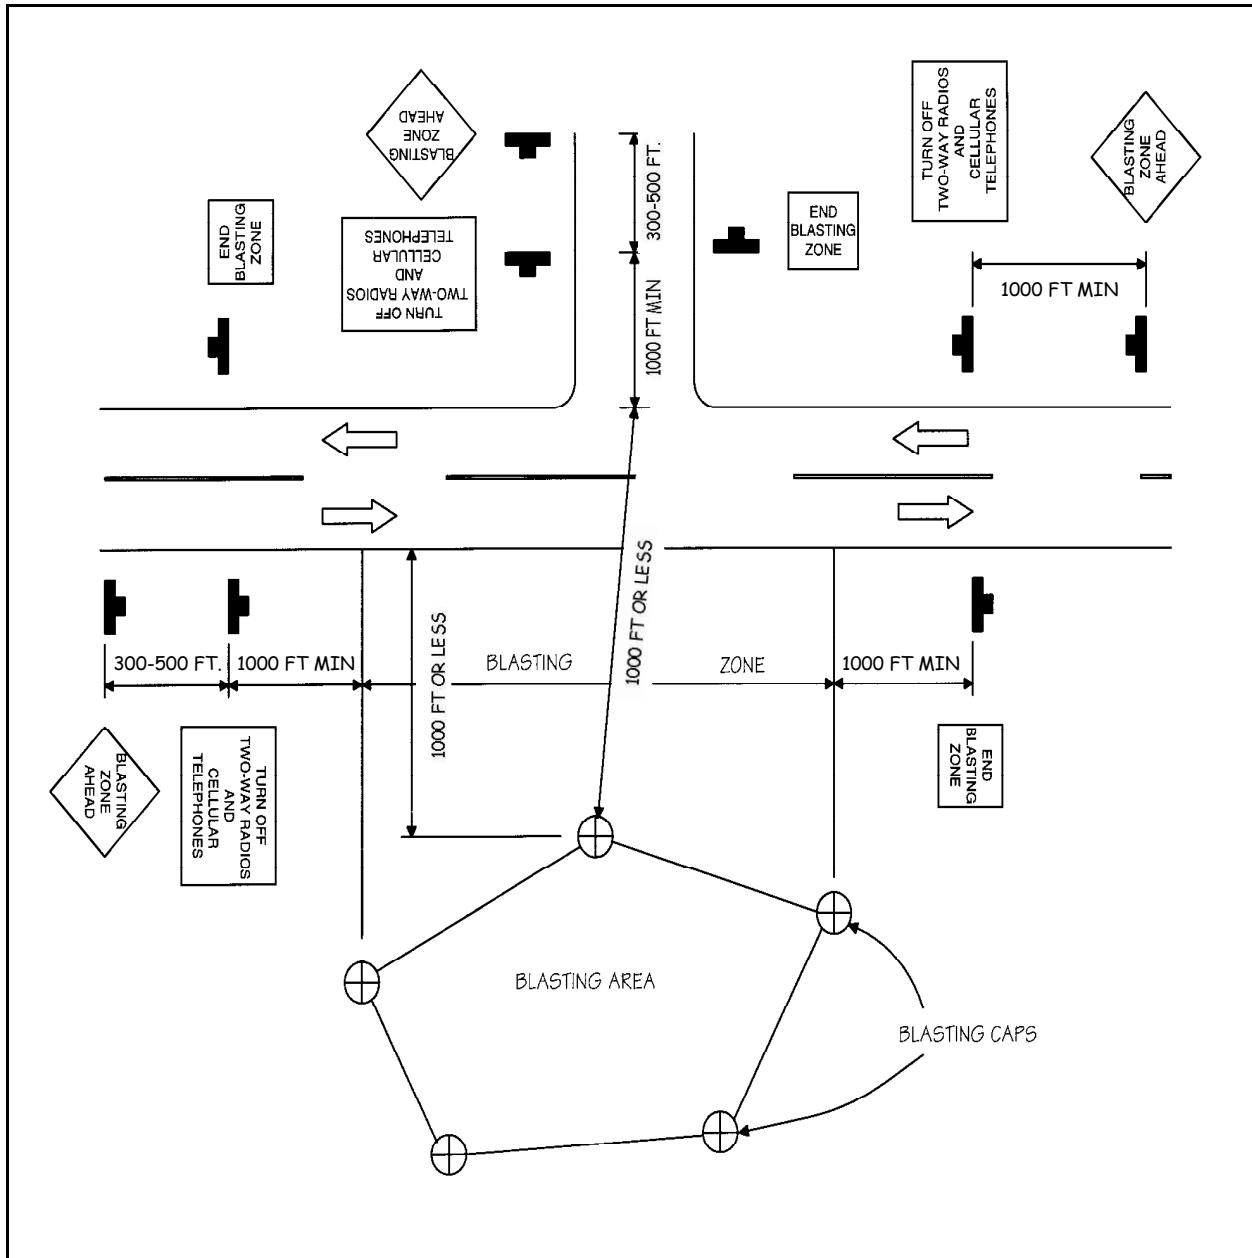 BLASTING
ZONE
AHEAD
TURN OFF
TWO-WAY RADIOS
AND
CELLULAR
TELEPHONES
END
BLASTING
ZONE
300-500 FT.
1000 FT MIN
END
BLASTING
ZONE
TURN OFF
TWO-WAY RADIOS
AND
CELLULAR
TELEPHONES
BLASTING
ZONE
AHEAD
1000 FT MIN
1000 FT OR LESS
1000 FT OR LESS
300-500 FT.
1000 FT MIN
BLASTING ZONE
1000 FT MIN
BLASTING
ZONE
AHEAD
TURN OFF
TWO-WAY RADIOS
AND
CELLULAR
TELEPHONES
END
BLASTING
ZONE
BLASTING AREA
BLASTING CAPS